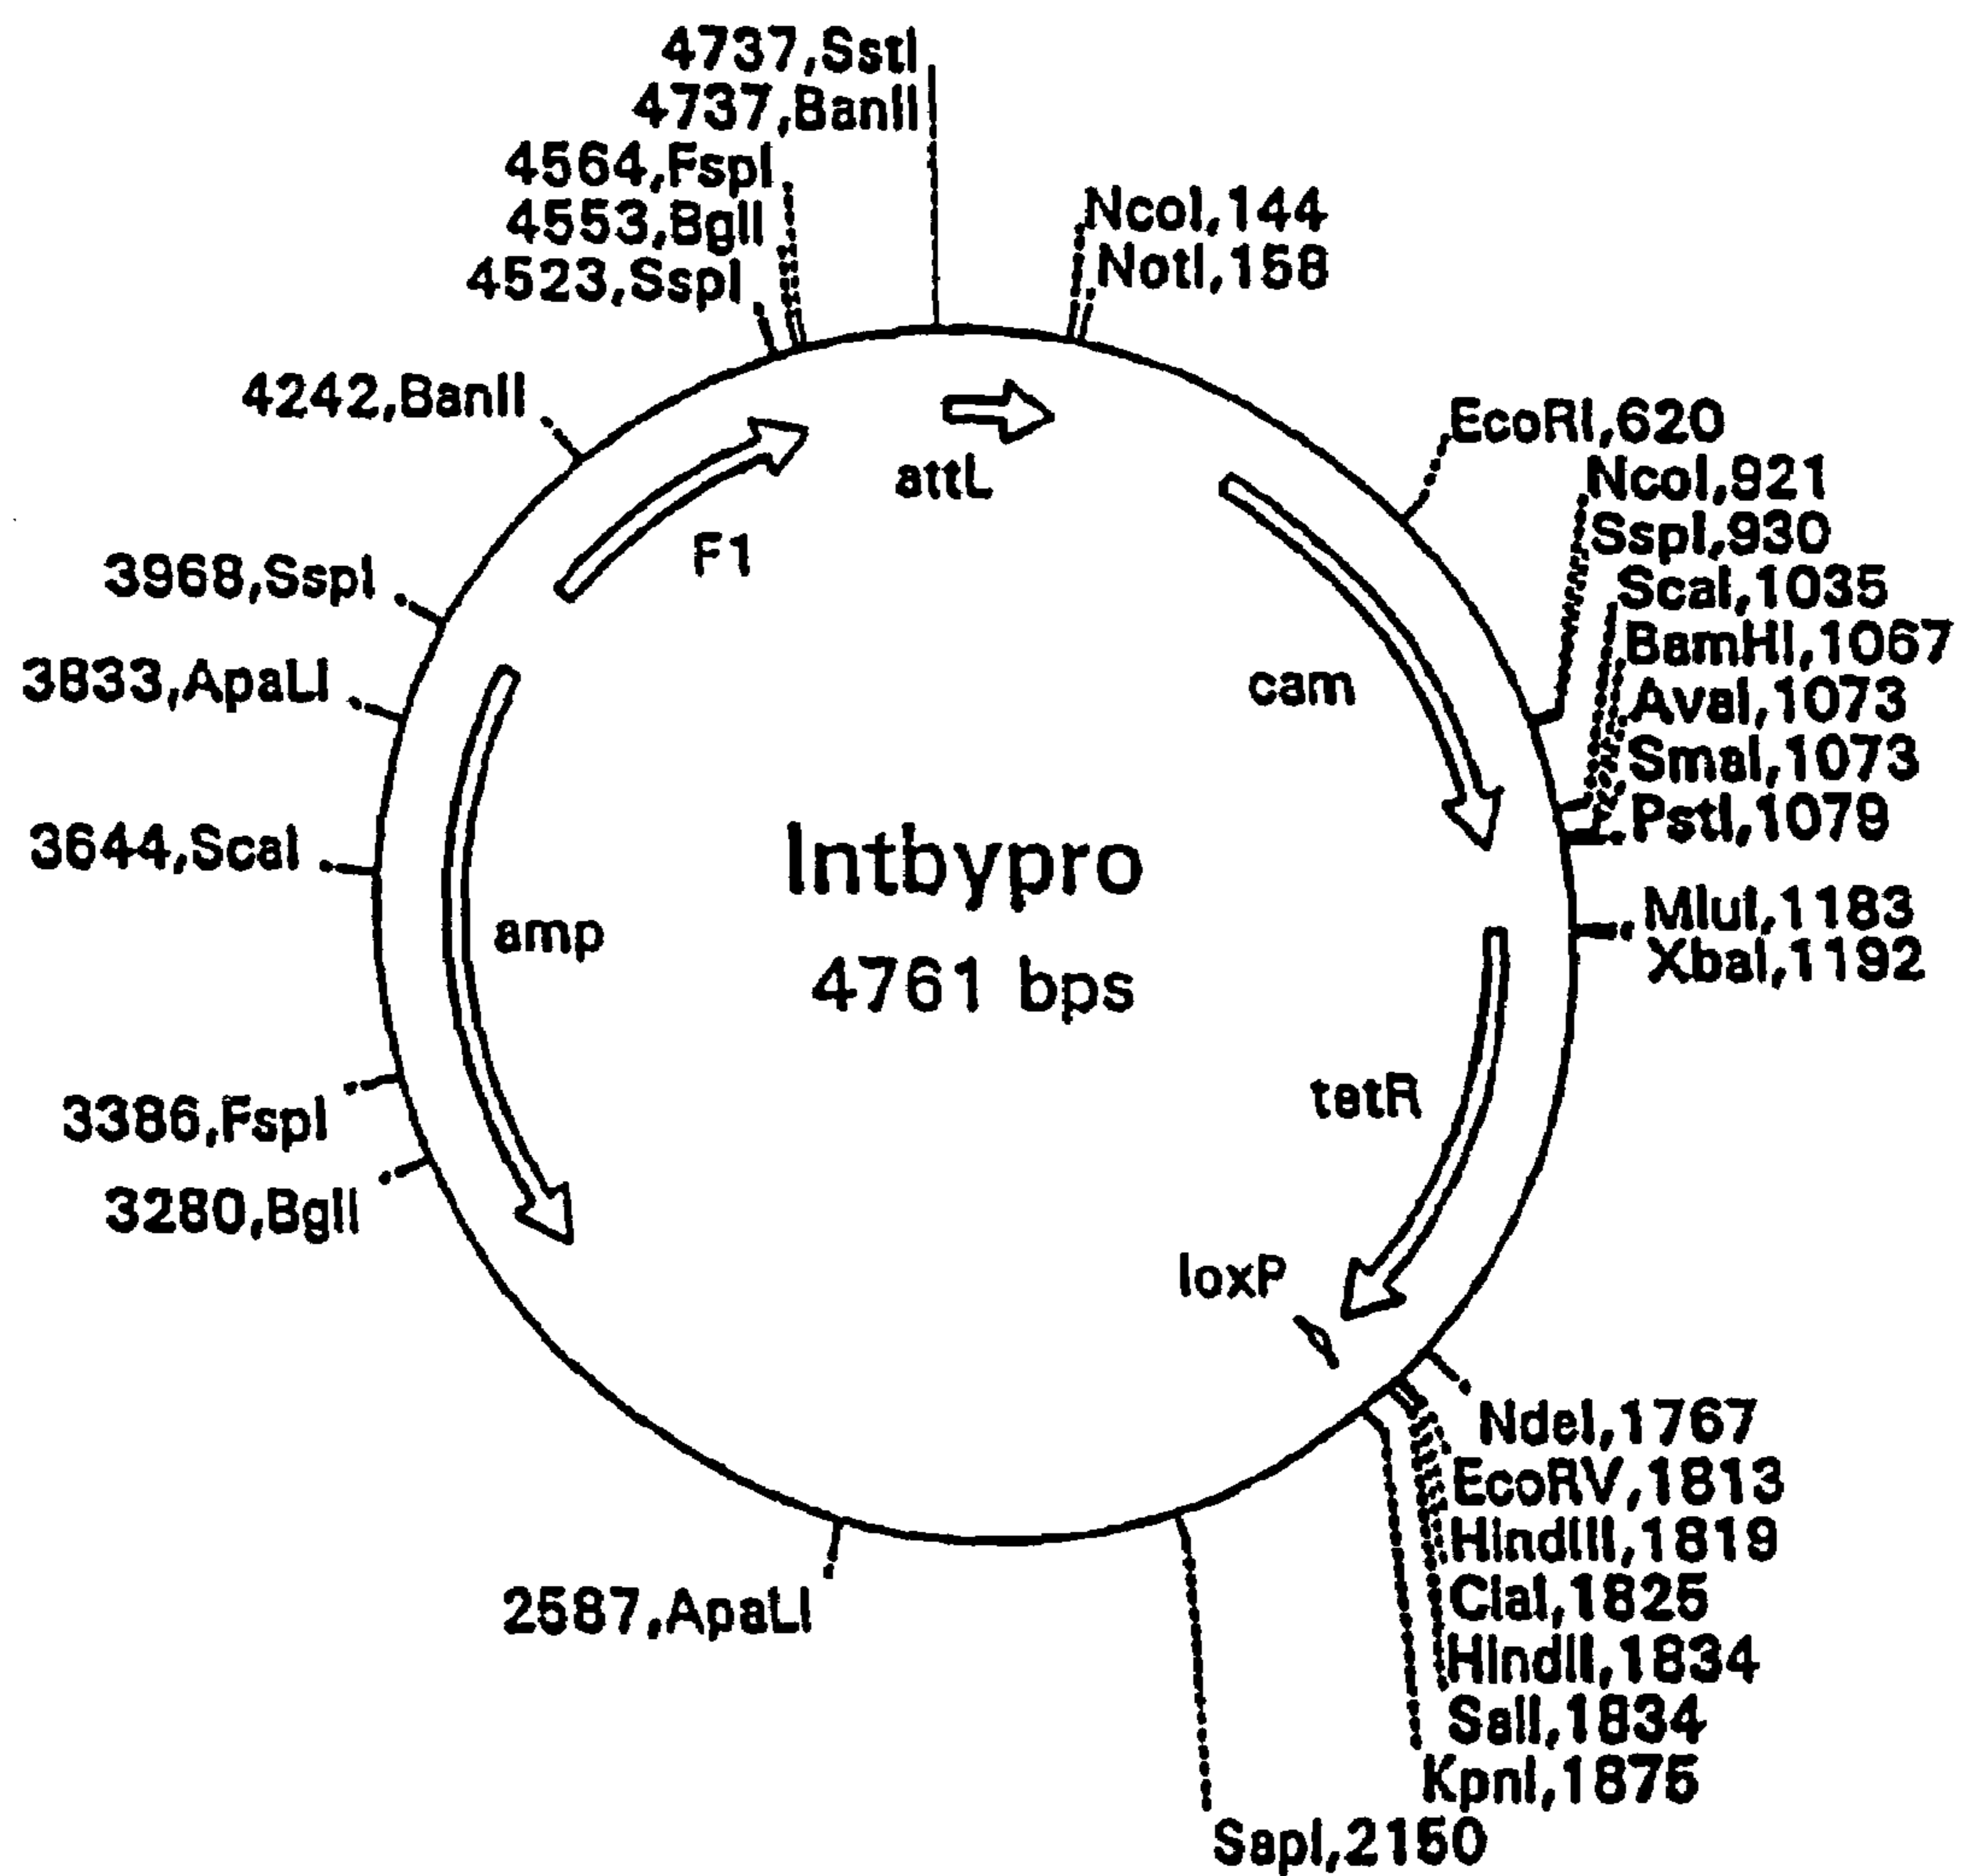 4737,SstI
4737,BanII
4564,FspI
4553,BglI
4523,SspI
4242,BanII
3968,SspI
3833,ApaLI
3644,ScaI
3386,FspI
3280,BglI
2587,ApaLI
NcoI,144
NotI,158
EcoRI,620
NcoI,921
SspI,930
ScaI,1035
BamHI,1067
AvaI,1073
SmaI,1073
PstI,1079
MluI,1183
XbaI,1192
NdeI,1767
EcoRV,1813
HindIII,1819
ClaI,1825
HindII,1834
SalI,1834
KpnI,1875
SapI,2150
attL
F1
cam
amp
tetR
loxP
Intbypro
4761 bps